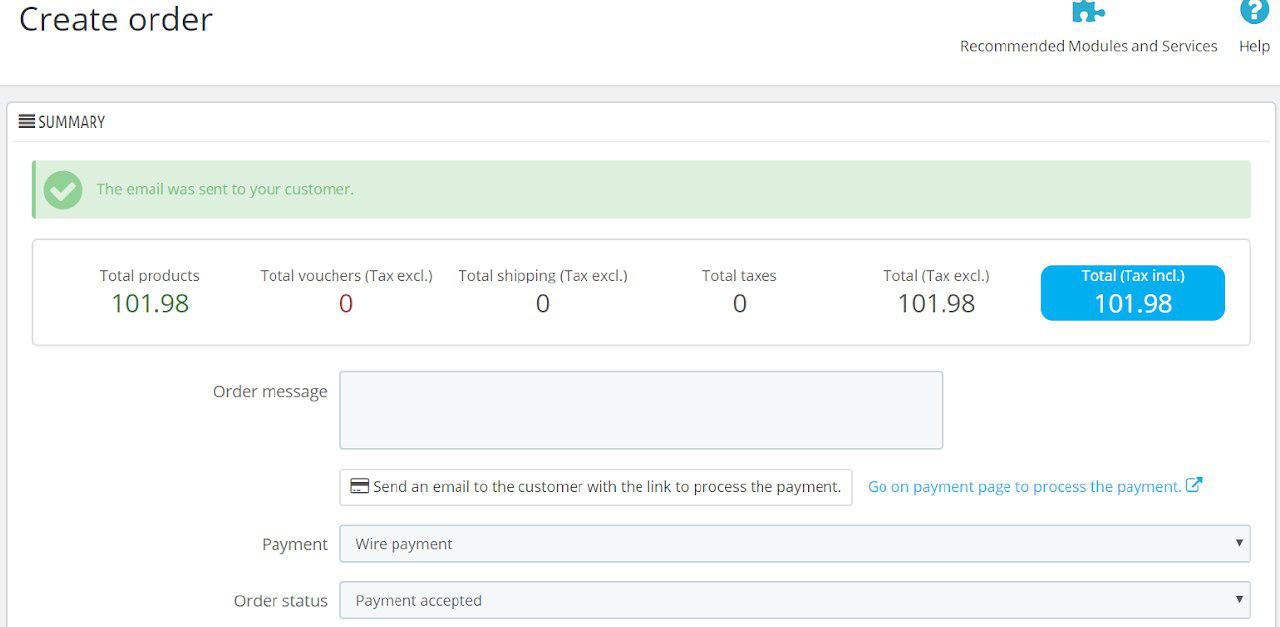 Create order
Recommended Modules and Services
Help
SUMMARY
The email was sent to your customer.
Total products
101.98
Total vouchers (Tax excl.)
0
Total shipping (Tax excl.)
0
Total taxes
0
Total (Tax excl.)
101.98
Total (Tax incl.)
101.98
Order message
Send an email to the customer with the link to process the payment.
Go on payment page to process the payment.
Payment
Wire payment
Order status
Payment accepted